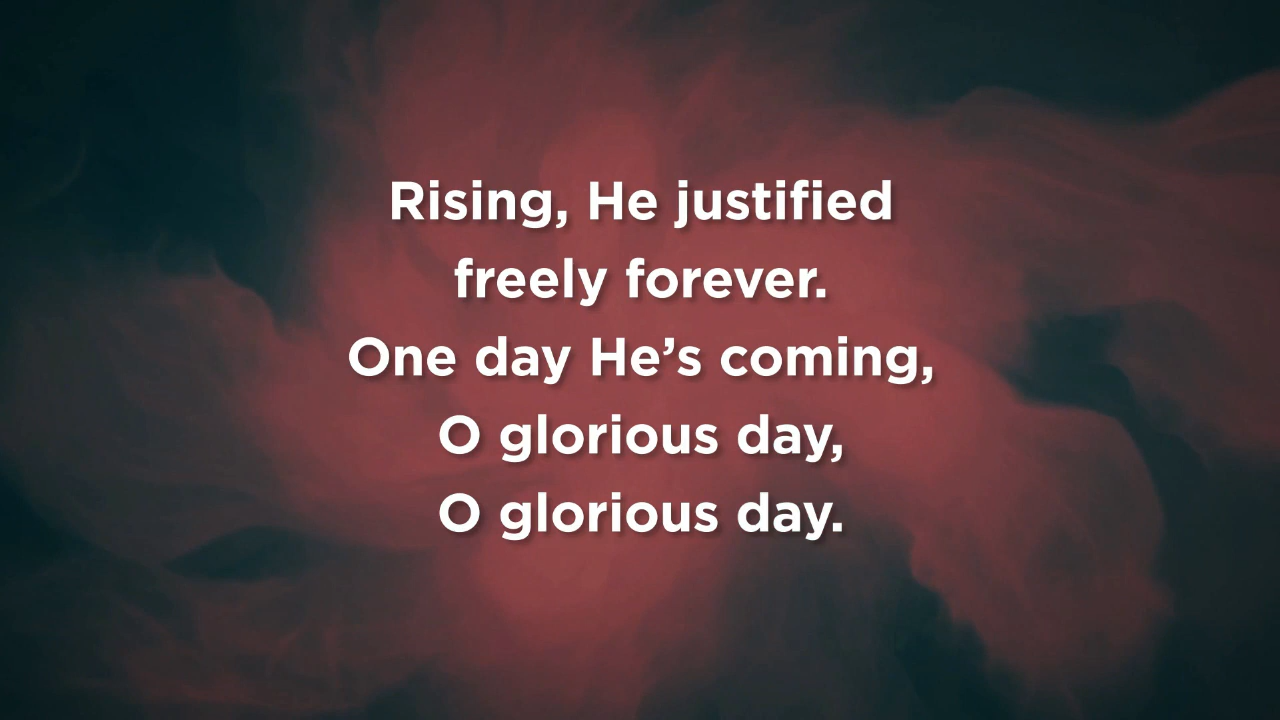 Rising, He justified
freely forever.
One day He’s coming,
O glorious day,
O glorious day.